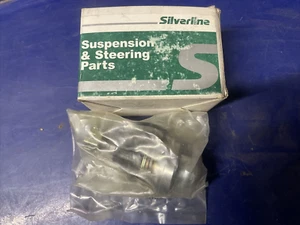 Silverline
Suspension
& Steering
Parts
S